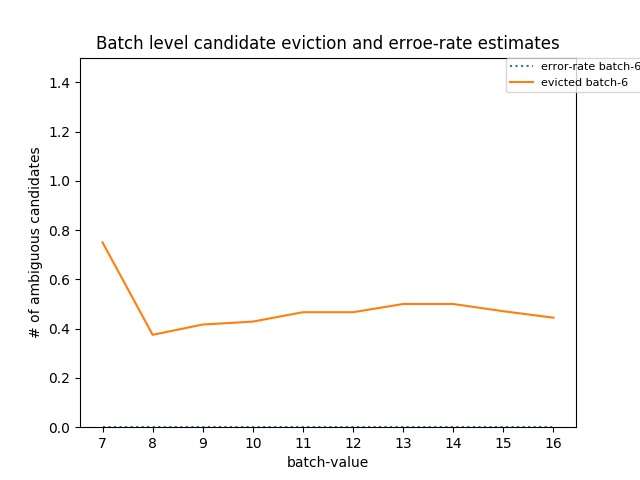 Batch level candidate eviction and erroe-rate estimates
error-rate batch-6
evicted batch-6
1.4
1.2
1.0
0.8
0.6
0.4
0.2
0.0
# of ambiguous candidates
7 8 9 10 11 12 13 14 15 16
batch-value